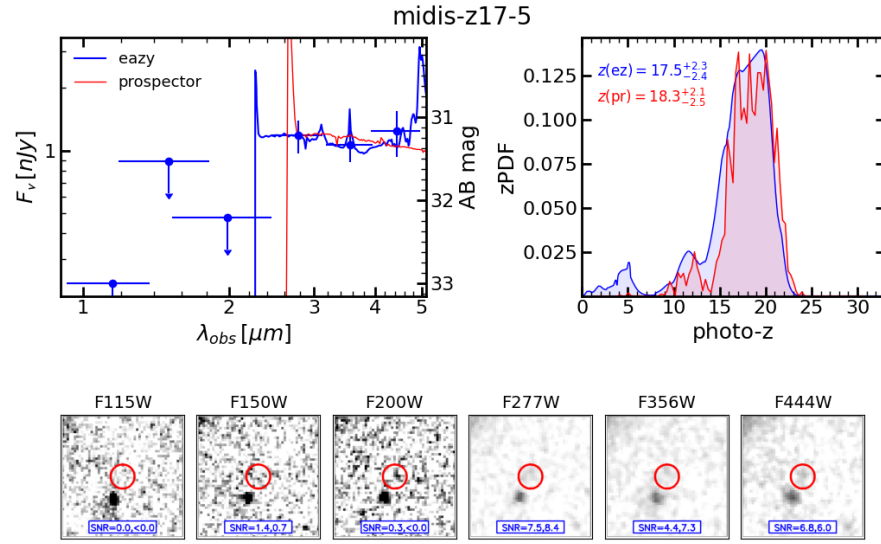 midis-z17-5
eazy
prospector
1
31
32
33
F_ν [nJy]
AB mag
1
2
3
4
5
λ_obs [μm]
z(ez) = 17.5^{+2.3}_{-2.4}
z(pr) = 18.3^{+2.1}_{-2.5}
0.125
0.100
0.075
0.050
0.025
zPDF
0
5
10
15
20
25
30
photo-z
F115W
F150W
F200W
F277W
F356W
F444W
SNR=0.0,<0.0
SNR=1.4,0.7
SNR=0.3,<0.0
SNR=7.5,8.4
SNR=4.4,7.3
SNR=6.8,6.0